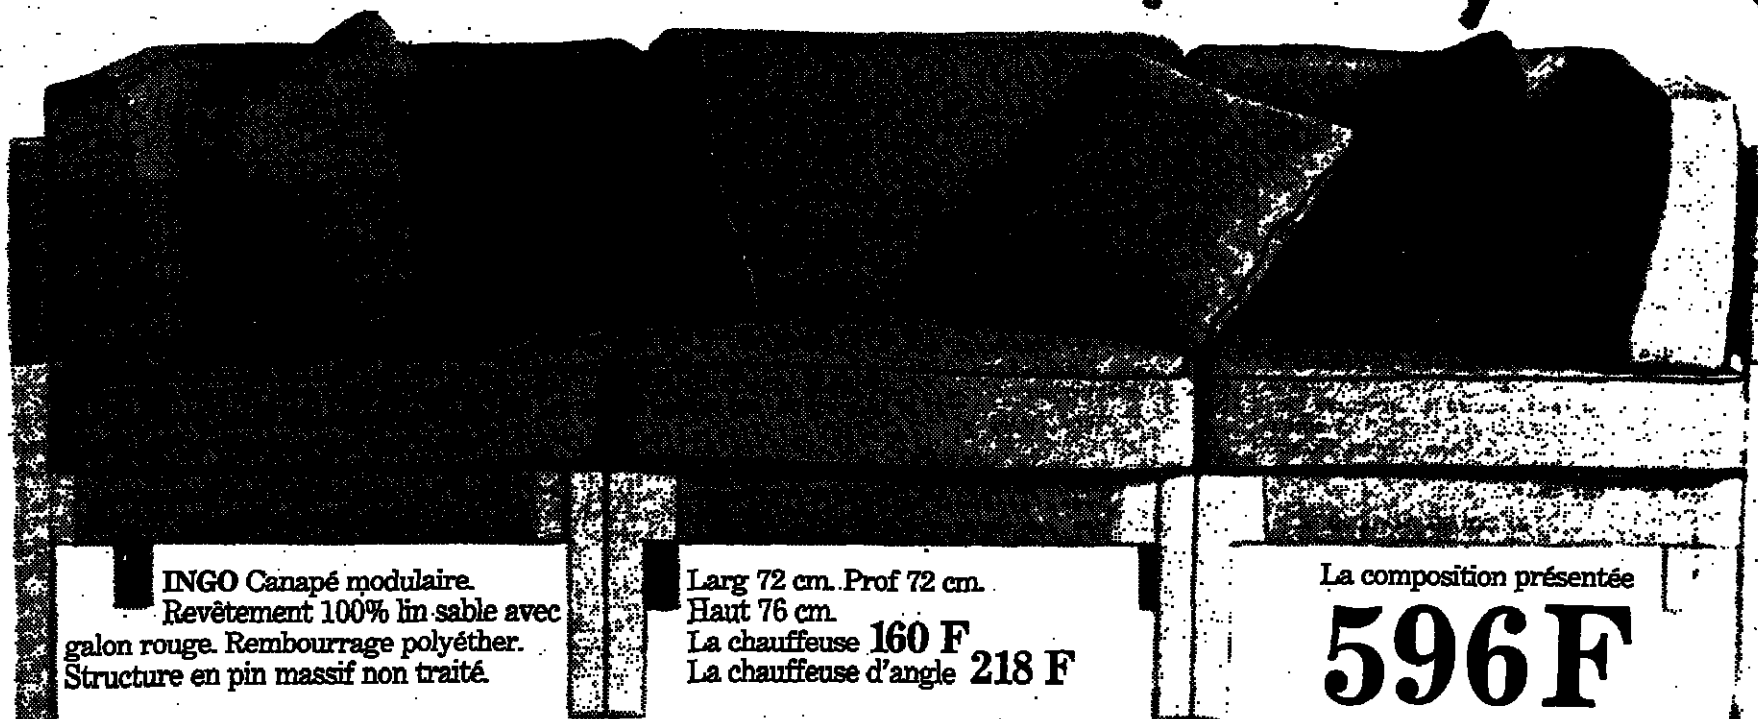 INGO Canapé modulaire.
Revêtement 100% lin sable avec
galon rouge. Rembourrage polyéther.
Structure en pin massif non traité.
Larg 72 cm. Prof 72 cm.
Haut 76 cm.
La chauffeuse 160 F
La chauffeuse d'angle 218 F
La composition présentée
596 F